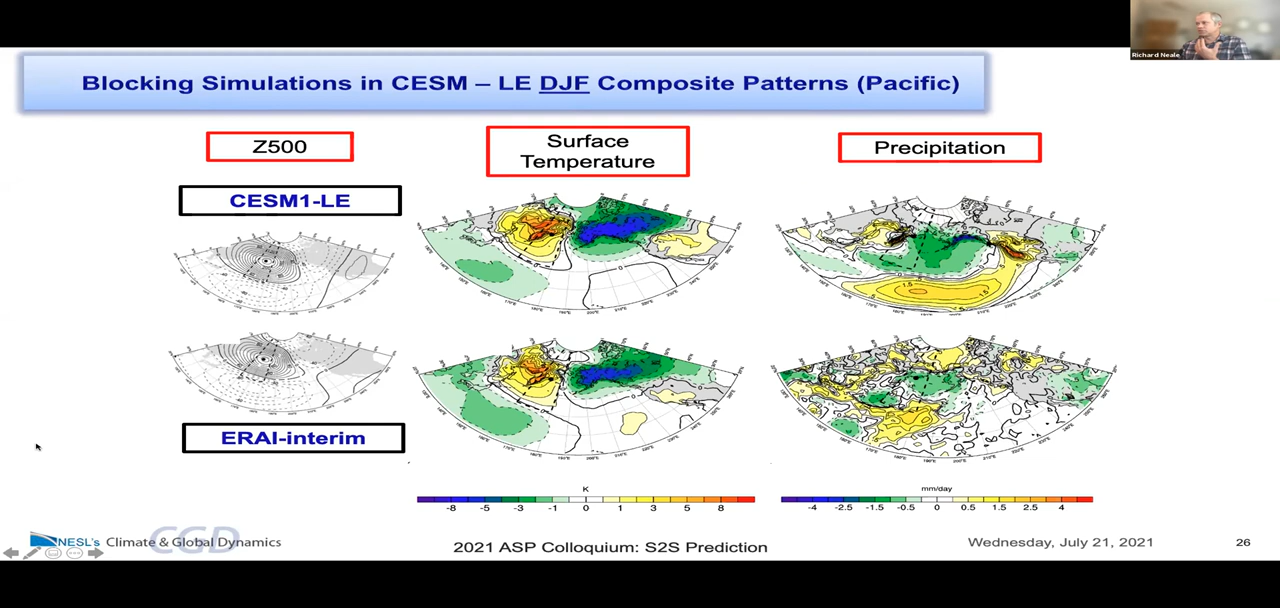 Richard Neale
Blocking Simulations in CESM – LE DJF Composite Patterns (Pacific)
Z500
Surface
Temperature
Precipitation
CESM1-LE
ERAI-interim
K
-8 -5 -3 -1 0 1 3 5 8
mm/day
-4 -2.5 -1.5 -0.5 0 0.5 1.5 2.5 4
NESL's Climate & Global Dynamics
CGD
2021 ASP Colloquium: S2S Prediction
Wednesday, July 21, 2021
26